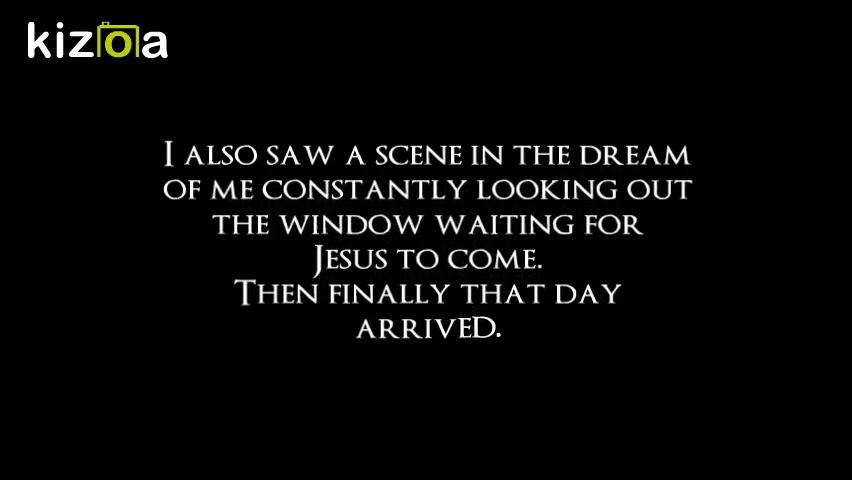 kizoa
I ALSO SAW A SCENE IN THE DREAM
OF ME CONSTANTLY LOOKING OUT
THE WINDOW WAITING FOR
JESUS TO COME.
THEN FINALLY THAT DAY
ARRIVED.